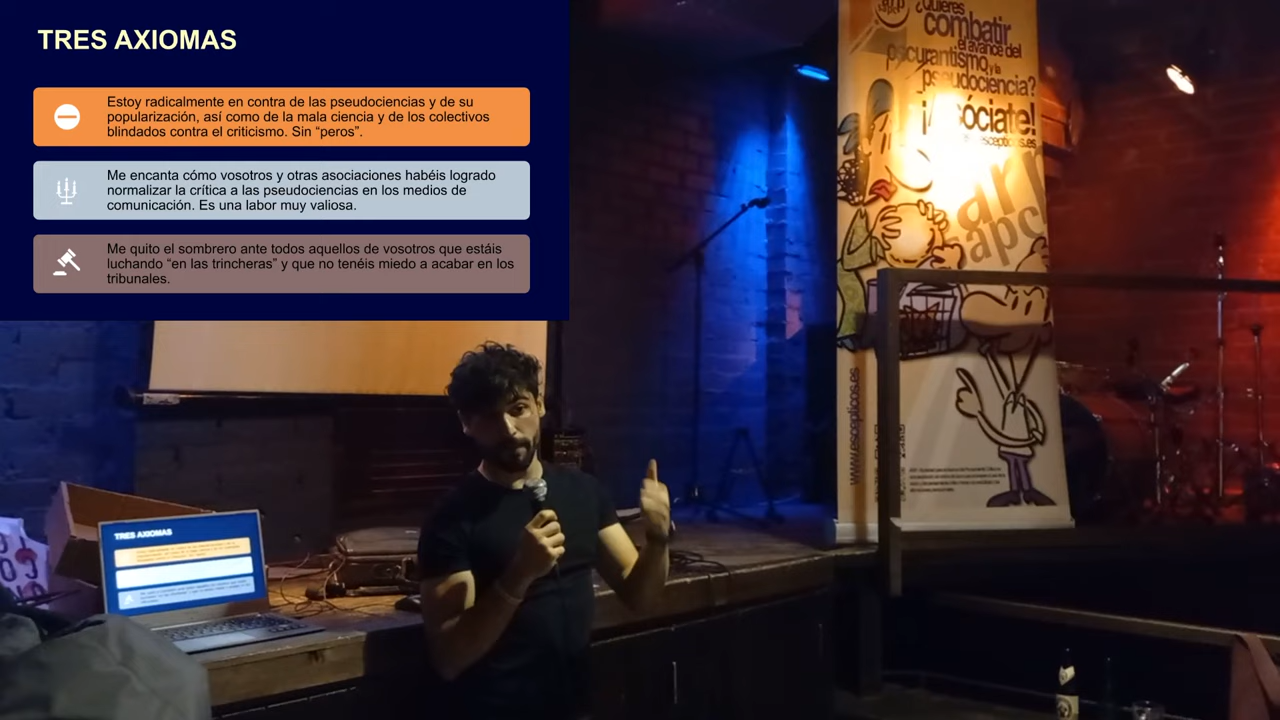 TRES AXIOMAS
Estoy radicalmente en contra de las pseudociencias y de su
popularización, así como de la mala ciencia y de los colectivos
blindados contra el criticismo. Sin “peros”.
Me encanta cómo vosotros y otras asociaciones habéis logrado
normalizar la crítica a las pseudociencias en los medios de
comunicación. Es una labor muy valiosa.
Me quito el sombrero ante todos aquellos de vosotros que estáis
luchando “en las trincheras” y que no tenéis miedo a acabar en los
tribunales.
¿Quieres
combatir
el avance del
pscurantismo
y la
pseudociencia?
sóciate!
arp
sapc
www.escepticos.es
TRES AXIOMAS